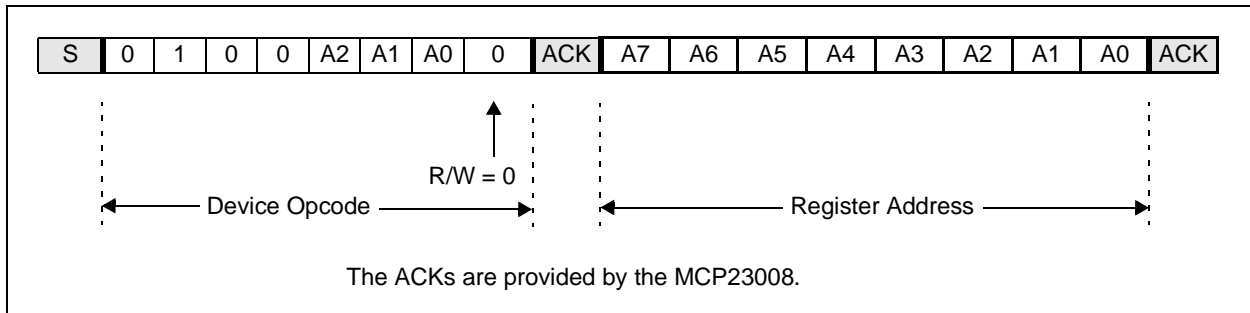 S 0 1 0 0 A2 A1 A0 0 ACK A7 A6 A5 A4 A3 A2 A1 A0 ACK
R/W = 0
Device Opcode Register Address
The ACKs are provided by the MCP23008.